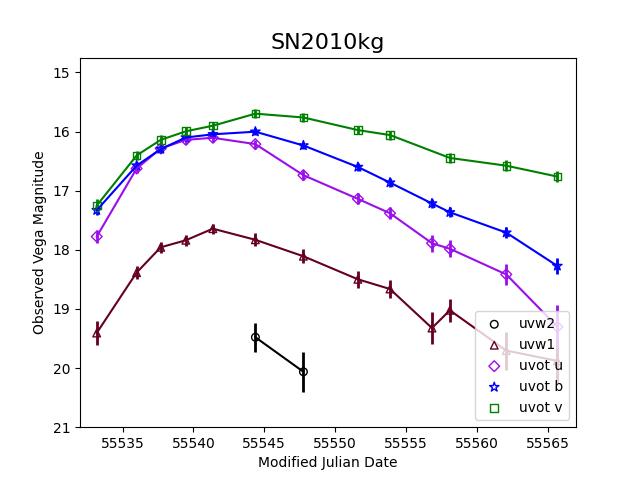 SN2010kg
Observed Vega Magnitude
15
16
17
18
19
20
21
uvw2
uvw1
uvot u
uvot b
uvot v
55535 55540 55545 55550 55555 55560 55565
Modified Julian Date